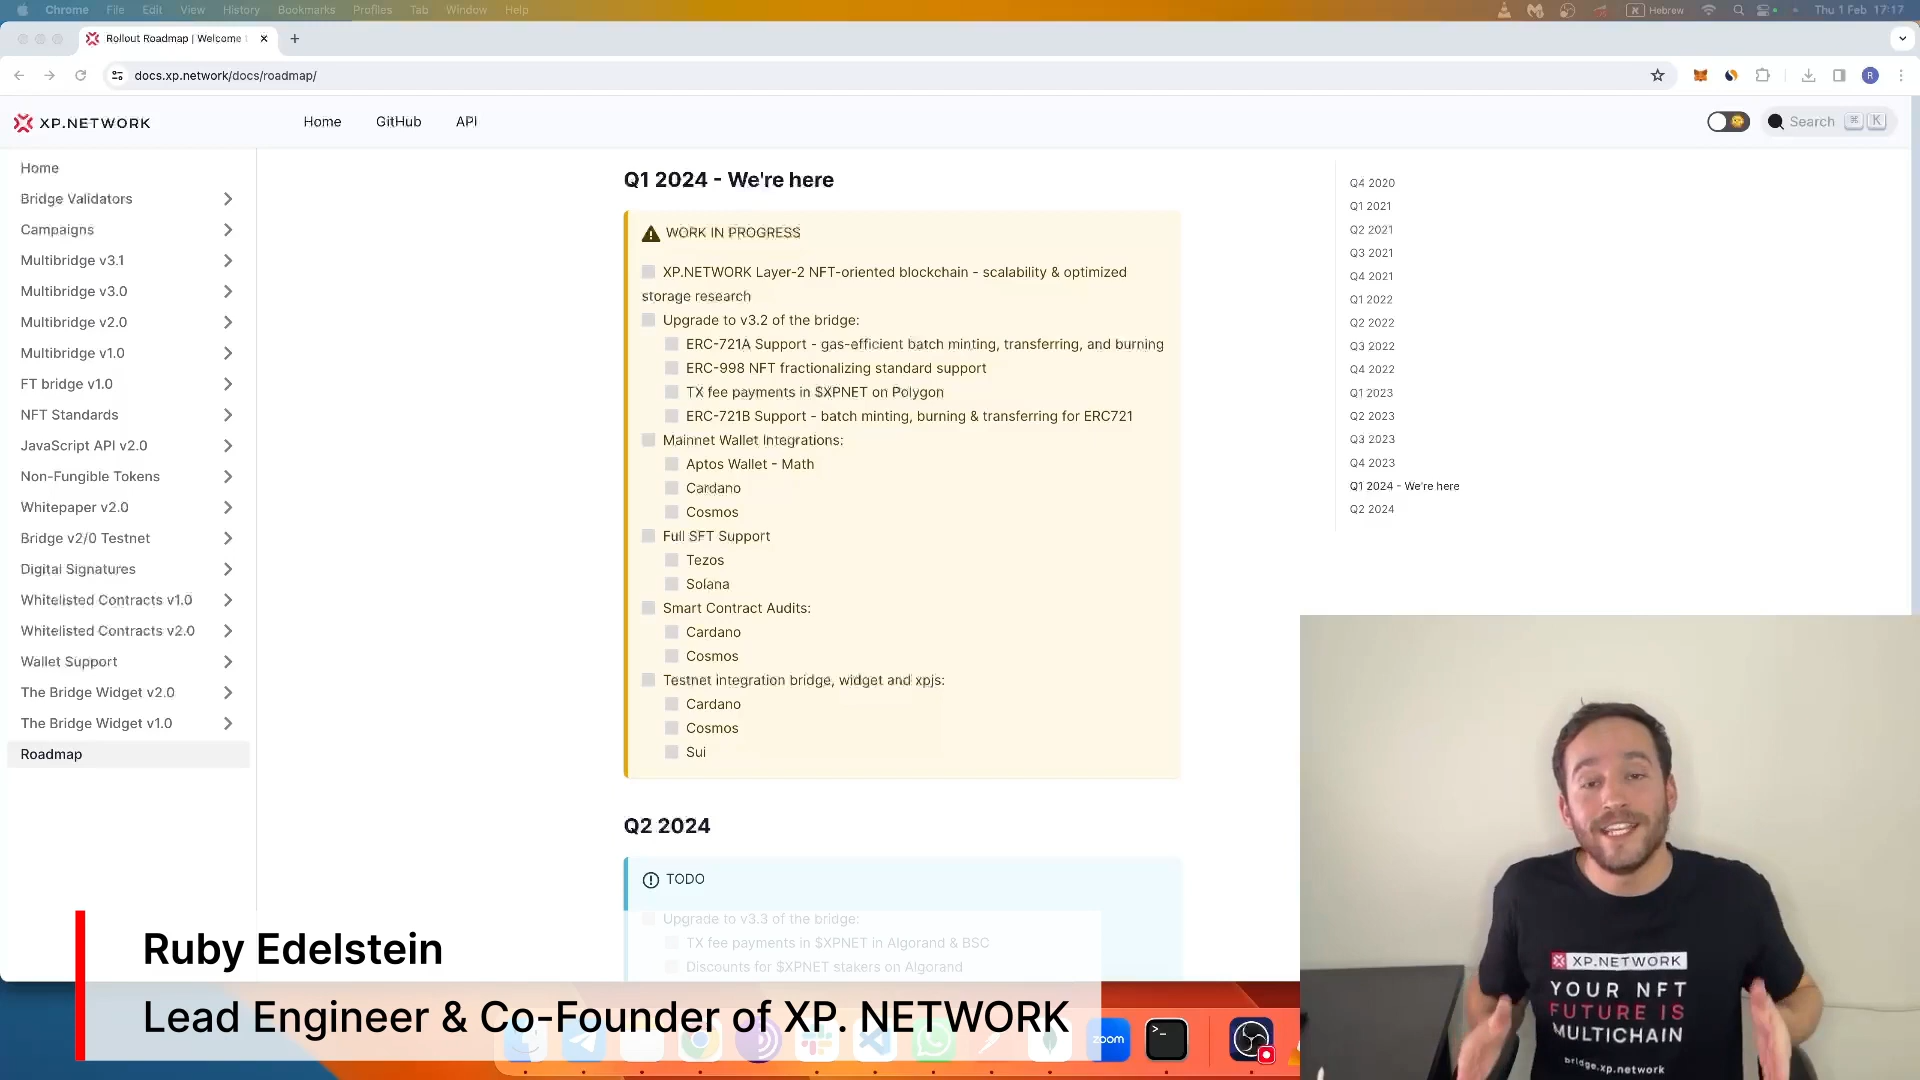 Chrome File Edit View History Bookmarks Profiles Tab Window Help
Hebrew
Thu 1 Feb 17:17
Rollout Roadmap | Welcome
docs.xp.network/docs/roadmap/
R
XP.NETWORK
Home GitHub API
Search ⌘ K
Home
Bridge Validators
Campaigns
Multibridge v3.1
Multibridge v3.0
Multibridge v2.0
Multibridge v1.0
FT bridge v1.0
NFT Standards
JavaScript API v2.0
Non-Fungible Tokens
Whitepaper v2.0
Bridge v2/0 Testnet
Digital Signatures
Whitelisted Contracts v1.0
Whitelisted Contracts v2.0
Wallet Support
The Bridge Widget v2.0
The Bridge Widget v1.0
Roadmap
Q1 2024 - We're here
WORK IN PROGRESS
XP.NETWORK Layer-2 NFT-oriented blockchain - scalability & optimized
storage research
Upgrade to v3.2 of the bridge:
ERC-721A Support - gas-efficient batch minting, transferring, and burning
ERC-998 NFT fractionalizing standard support
TX fee payments in $XPNET on Polygon
ERC-721B Support - batch minting, burning & transferring for ERC721
Mainnet Wallet Integrations:
Aptos Wallet - Math
Cardano
Cosmos
Full SFT Support
Tezos
Solana
Smart Contract Audits:
Cardano
Cosmos
Testnet integration bridge, widget and xpjs:
Cardano
Cosmos
Sui
Q2 2024
TODO
Upgrade to v3.3 of the bridge:
TX fee payments in $XPNET in Algorand & BSC
Discounts for $XPNET stakers on Algorand
Q4 2020
Q1 2021
Q2 2021
Q3 2021
Q4 2021
Q1 2022
Q2 2022
Q3 2022
Q4 2022
Q1 2023
Q2 2023
Q3 2023
Q4 2023
Q1 2024 - We're here
Q2 2024
Ruby Edelstein
Lead Engineer & Co-Founder of XP. NETWORK
zoom
XP.NETWORK
YOUR NFT
FUTURE IS
MULTICHAIN
bridge.xp.network